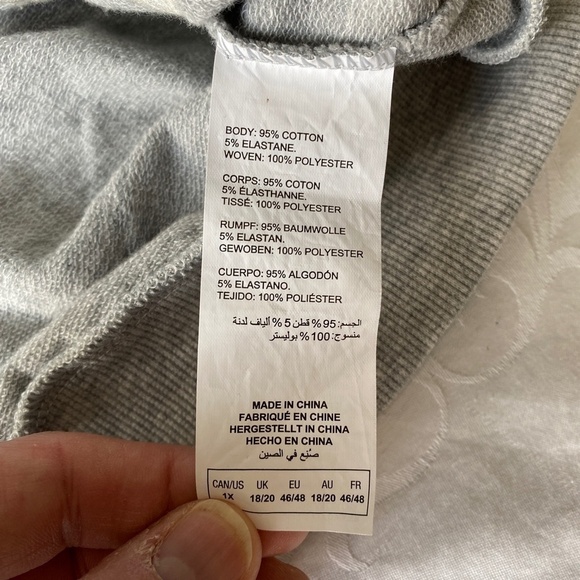 BODY: 95% COTTON
5% ELASTANE.
WOVEN: 100% POLYESTER
CORPS: 95% COTON
5% ÉLASTHANNE.
TISSÉ: 100% POLYESTER
RUMPF: 95% BAUMWOLLE
5% ELASTAN.
GEWOBEN: 100% POLYESTER
CUERPO: 95% ALGODÓN
5% ELASTANO.
TEJIDO: 100% POLIÉSTER
الجسم: 95% قطن 5% ألياف لدنة
منسوج: 100% بوليستر
MADE IN CHINA
FABRIQUÉ EN CHINE
HERGESTELLT IN CHINA
HECHO EN CHINA
صُنِع في الصين
CAN/US UK EU AU FR
1X 18/20 46/48 18/20 46/48